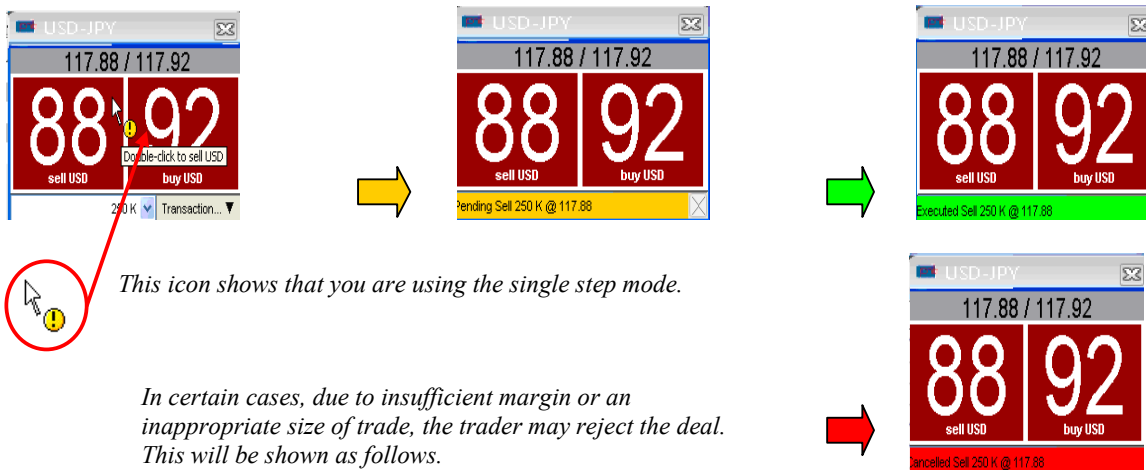 USD-JPY
117.88 / 117.92
88 92
Double-click to sell USD
sell USD buy USD
250 K Transaction...
USD-JPY
117.88 / 117.92
88 92
sell USD buy USD
Pending Sell 250 K @ 117.88
USD-JPY
117.88 / 117.92
88 92
sell USD buy USD
Executed Sell 250 K @ 117.88
This icon shows that you are using the single step mode.
In certain cases, due to insufficient margin or an
inappropriate size of trade, the trader may reject the deal.
This will be shown as follows.
USD-JPY
117.88 / 117.92
88 92
sell USD buy USD
Cancelled Sell 250 K @ 117.88